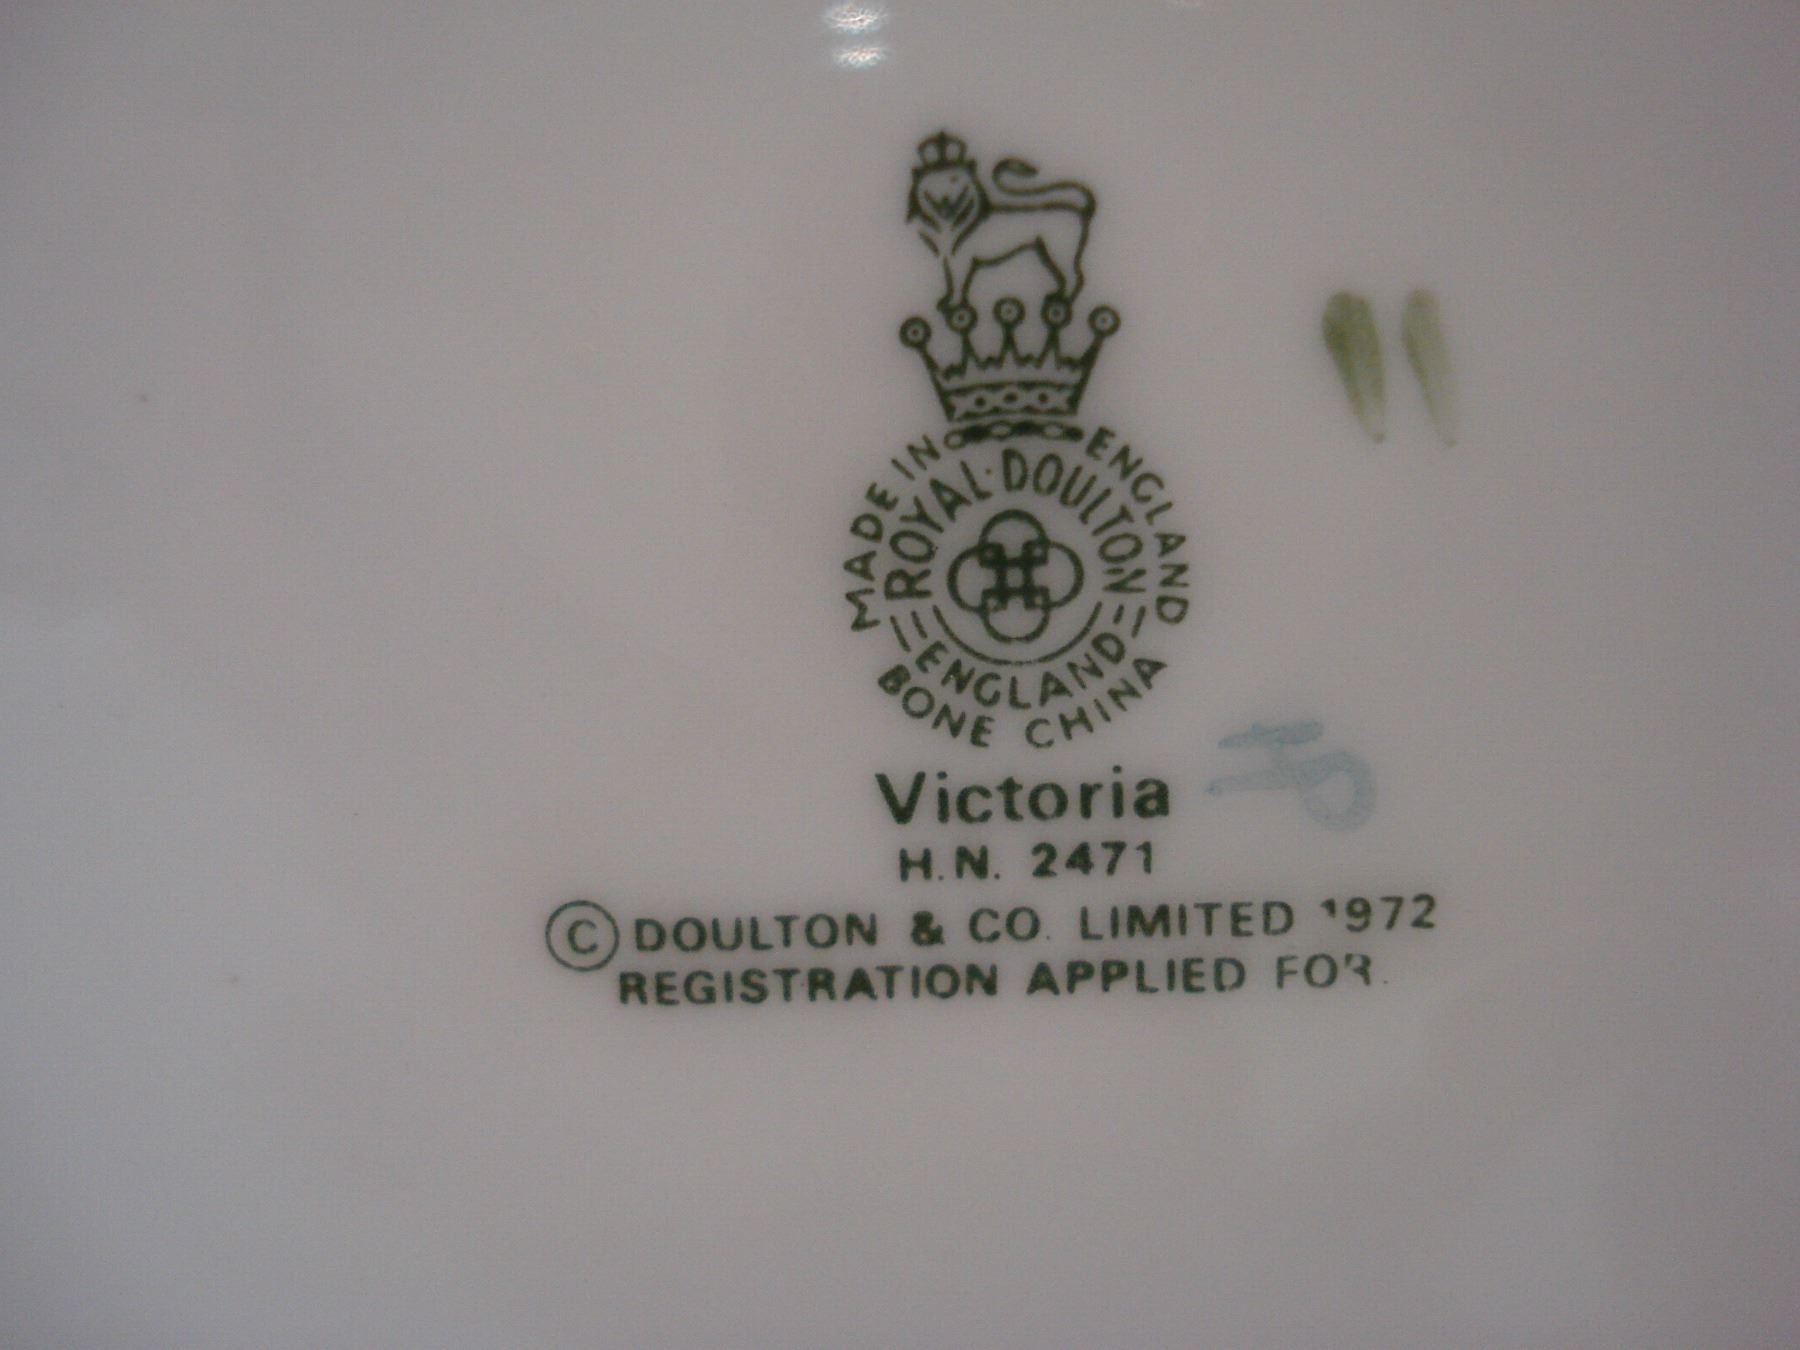 MADE IN ENGLAND
ROYAL·DOULTON
ENGLAND
BONE CHINA
Victoria
H.N. 2471
© DOULTON & CO. LIMITED 1972
REGISTRATION APPLIED FOR.